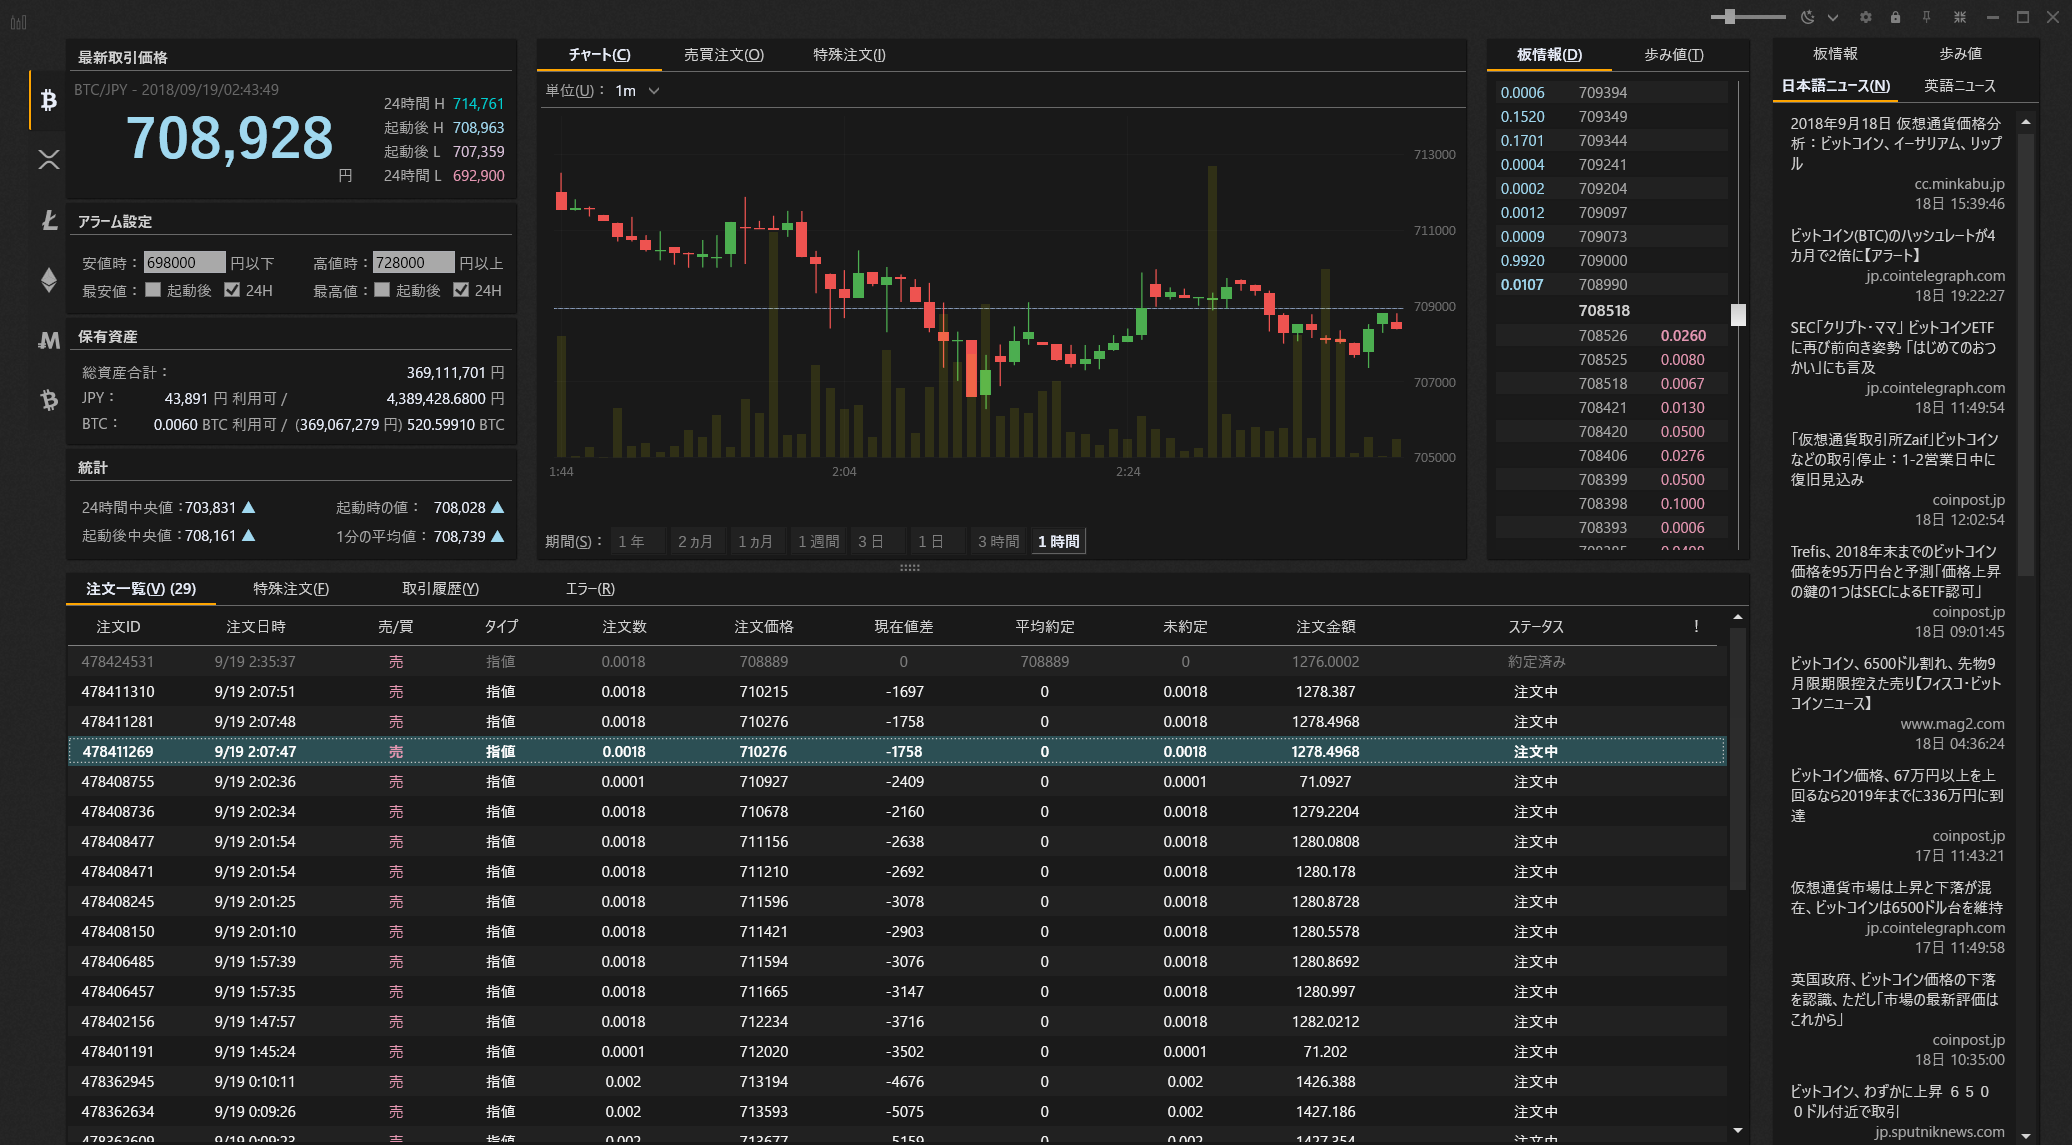 最新取引価格
BTC/JPY - 2018/09/19/02:43:49
708,928
円
24時間 H 714,761
起動後 H 708,963
起動後 L 707,359
24時間 L 692,900
アラーム設定
安値時： 698000 円以下 高値時： 728000 円以上
最安値： 起動後 24H 最高値： 起動後 24H
保有資産
総資産合計： 369,111,701 円
JPY： 43,891 円 利用可 / 4,389,428.6800 円
BTC： 0.0060 BTC 利用可 / (369,067,279 円) 520.59910 BTC
統計
24時間中央値：703,831 ▲ 起動時の値： 708,028 ▲
起動後中央値：708,161 ▲ 1分の平均値： 708,739 ▲
チャート(C) 売買注文(O) 特殊注文(I)
単位(U)： 1m
713000
711000
709000
707000
705000
1:44 2:04 2:24
期間(S)： 1 年 2ヵ月 1ヵ月 1 週間 3 日 1 日 3 時間 1 時間
板情報(D) 歩み値(T)
0.0006 709394
0.1520 709349
0.1701 709344
0.0004 709241
0.0002 709204
0.0012 709097
0.0009 709073
0.9920 709000
0.0107 708990
708518
708526 0.0260
708525 0.0080
708518 0.0067
708421 0.0130
708420 0.0500
708406 0.0276
708399 0.0500
708398 0.1000
708393 0.0006
注文一覧(V) (29) 特殊注文(F) 取引履歴(Y) エラー(R)
注文ID 注文日時 売/買 タイプ 注文数 注文価格 現在値差 平均約定 未約定 注文金額 ステータス !
478424531 9/19 2:35:37 売 指値 0.0018 708889 0 708889 0 1276.0002 約定済み
478411310 9/19 2:07:51 売 指値 0.0018 710215 -1697 0 0.0018 1278.387 注文中
478411281 9/19 2:07:48 売 指値 0.0018 710276 -1758 0 0.0018 1278.4968 注文中
478411269 9/19 2:07:47 売 指値 0.0018 710276 -1758 0 0.0018 1278.4968 注文中
478408755 9/19 2:02:36 売 指値 0.0001 710927 -2409 0 0.0001 71.0927 注文中
478408736 9/19 2:02:34 売 指値 0.0018 710678 -2160 0 0.0018 1279.2204 注文中
478408477 9/19 2:01:54 売 指値 0.0018 711156 -2638 0 0.0018 1280.0808 注文中
478408471 9/19 2:01:54 売 指値 0.0018 711210 -2692 0 0.0018 1280.178 注文中
478408245 9/19 2:01:25 売 指値 0.0018 711596 -3078 0 0.0018 1280.8728 注文中
478408150 9/19 2:01:10 売 指値 0.0018 711421 -2903 0 0.0018 1280.5578 注文中
478406485 9/19 1:57:39 売 指値 0.0018 711594 -3076 0 0.0018 1280.8692 注文中
478406457 9/19 1:57:35 売 指値 0.0018 711665 -3147 0 0.0018 1280.997 注文中
478402156 9/19 1:47:57 売 指値 0.0018 712234 -3716 0 0.0018 1282.0212 注文中
478401191 9/19 1:45:24 売 指値 0.0001 712020 -3502 0 0.0001 71.202 注文中
478362945 9/19 0:10:11 売 指値 0.002 713194 -4676 0 0.002 1426.388 注文中
478362634 9/19 0:09:26 売 指値 0.002 713593 -5075 0 0.002 1427.186 注文中
板情報 歩み値
日本語ニュース(N) 英語ニュース
2018年9月18日 仮想通貨価格分
析：ビットコイン、イーサリアム、リップ
ル
cc.minkabu.jp
18日 15:39:46
ビットコイン(BTC)のハッシュレートが4
カ月で2倍に【アラート】
jp.cointelegraph.com
18日 19:22:27
SEC「クリプト・ママ」 ビットコインETF
に再び前向き姿勢 「はじめてのおつ
かい」にも言及
jp.cointelegraph.com
18日 11:49:54
「仮想通貨取引所Zaif」ビットコイン
などの取引停止：1-2営業日中に
復旧見込み
coinpost.jp
18日 12:02:54
Trefis、2018年末までのビットコイン
価格を95万円台と予測「価格上昇
の鍵の1つはSECによるETF認可」
coinpost.jp
18日 09:01:45
ビットコイン、6500ドル割れ、先物9
月限期限控えた売り【フィスコ・ビット
コインニュース】
www.mag2.com
18日 04:36:24
ビットコイン価格、67万円以上を上
回るなら2019年までに336万円に到
達
coinpost.jp
17日 11:43:21
仮想通貨市場は上昇と下落が混
在、ビットコインは6500ドル台を維持
jp.cointelegraph.com
17日 11:49:58
英国政府、ビットコイン価格の下落
を認識、ただし「市場の最新評価は
これから」
coinpost.jp
18日 10:35:00
ビットコイン、わずかに上昇 ６５０
０ドル付近で取引
jp.sputniknews.com